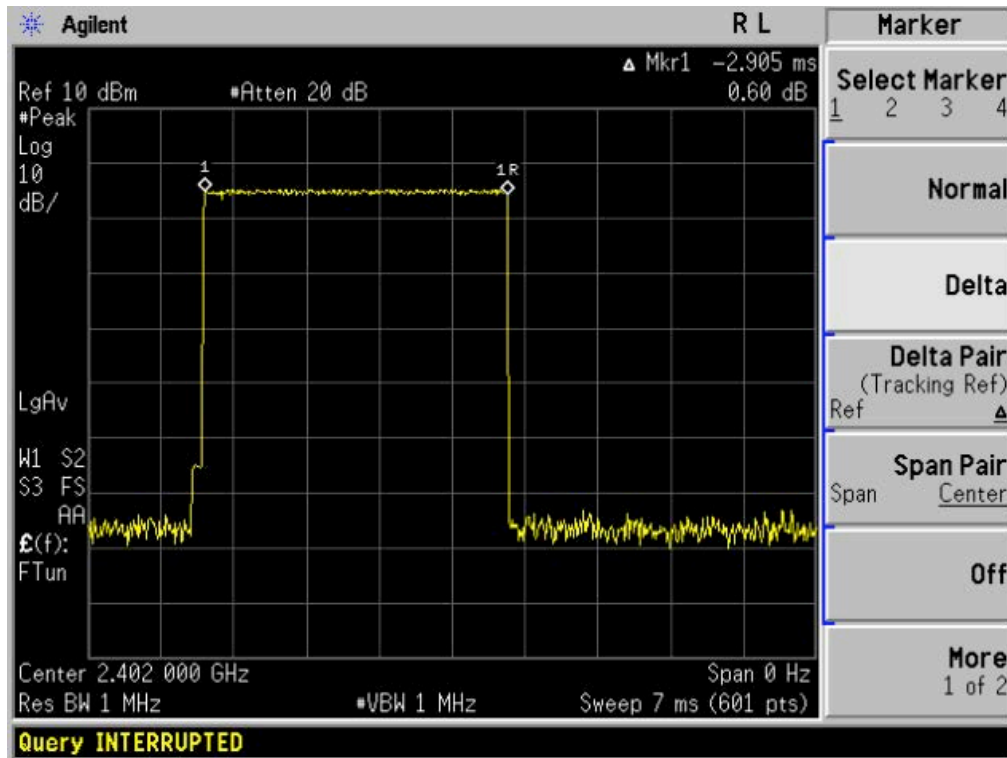 Agilent R L Marker
Δ Mkr1 -2.905 ms
Ref 10 dBm #Atten 20 dB 0.60 dB
#Peak
Log
10
dB/
1
1R
LgAv
W1 S2
S3 FS
AA
£(f):
FTun
Center 2.402 000 GHz Span 0 Hz
Res BW 1 MHz #VBW 1 MHz Sweep 7 ms (601 pts)
Query INTERRUPTED
Select Marker
1 2 3 4
Normal
Delta
Delta Pair
(Tracking Ref)
Ref Δ
Span Pair
Span Center
Off
More
1 of 2